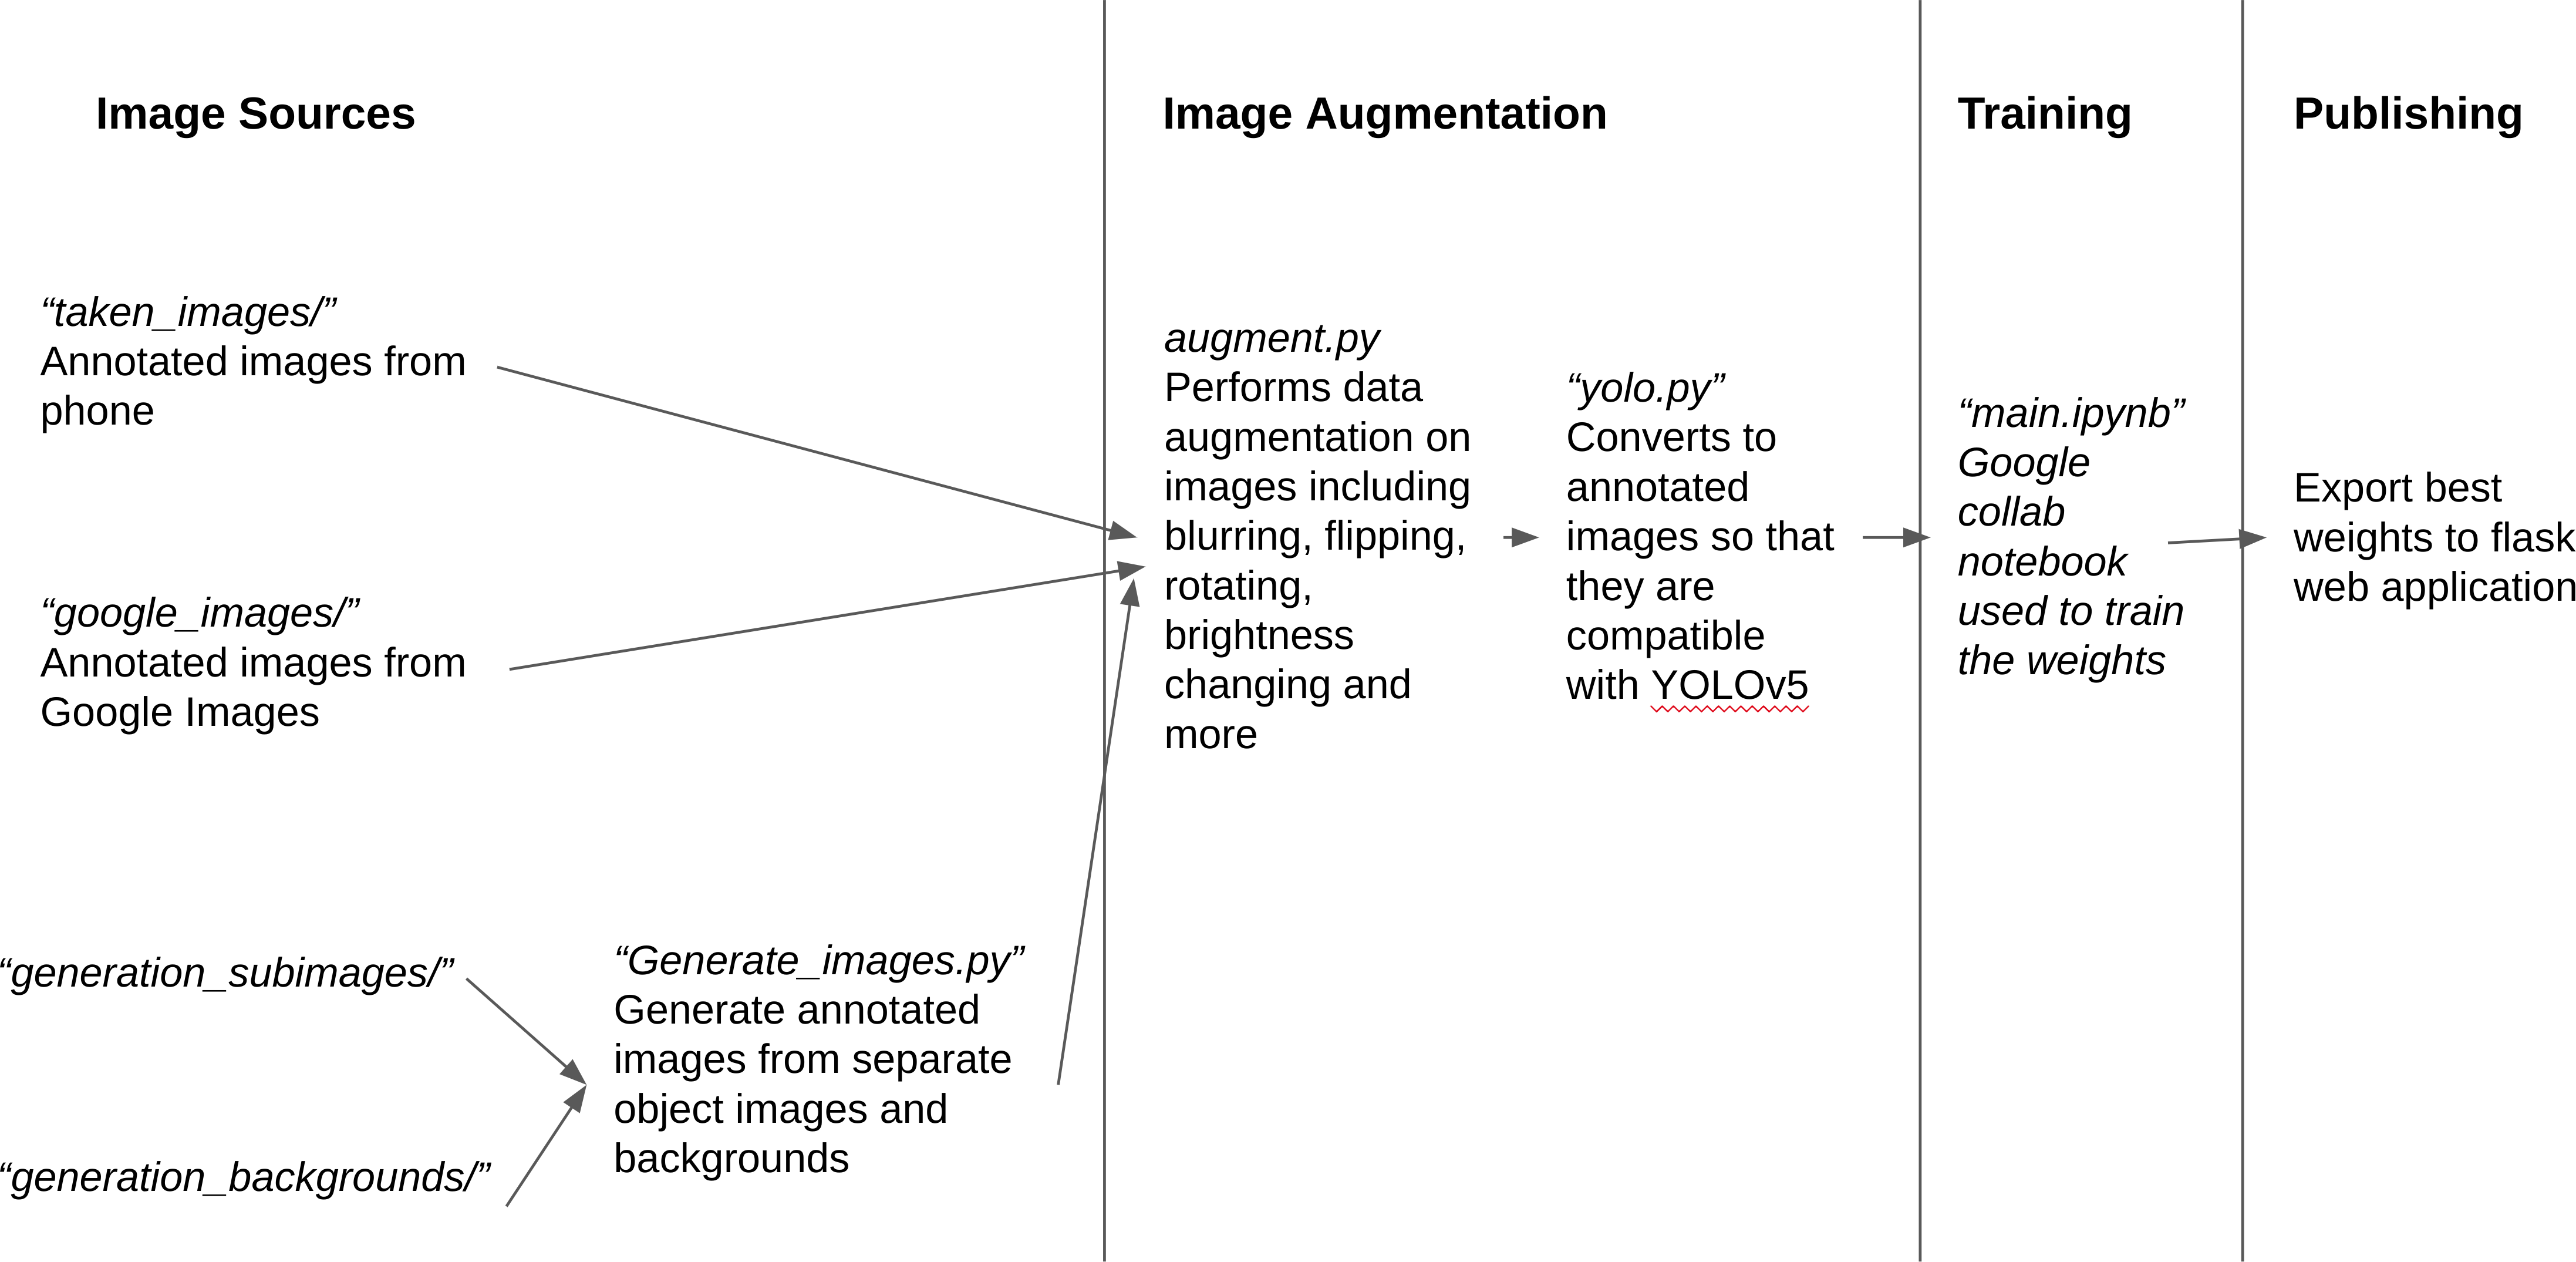 Image Sources
Image Augmentation
Training
Publishing
“taken_images/”
Annotated images from
phone
“google_images/”
Annotated images from
Google Images
“generation_subimages/”
“generation_backgrounds/”
“Generate_images.py”
Generate annotated
images from separate
object images and
backgrounds
augment.py
Performs data
augmentation on
images including
blurring, flipping,
rotating,
brightness
changing and
more
“yolo.py”
Converts to
annotated
images so that
they are
compatible
with YOLOv5
“main.ipynb”
Google
collab
notebook
used to train
the weights
Export best
weights to flask
web application